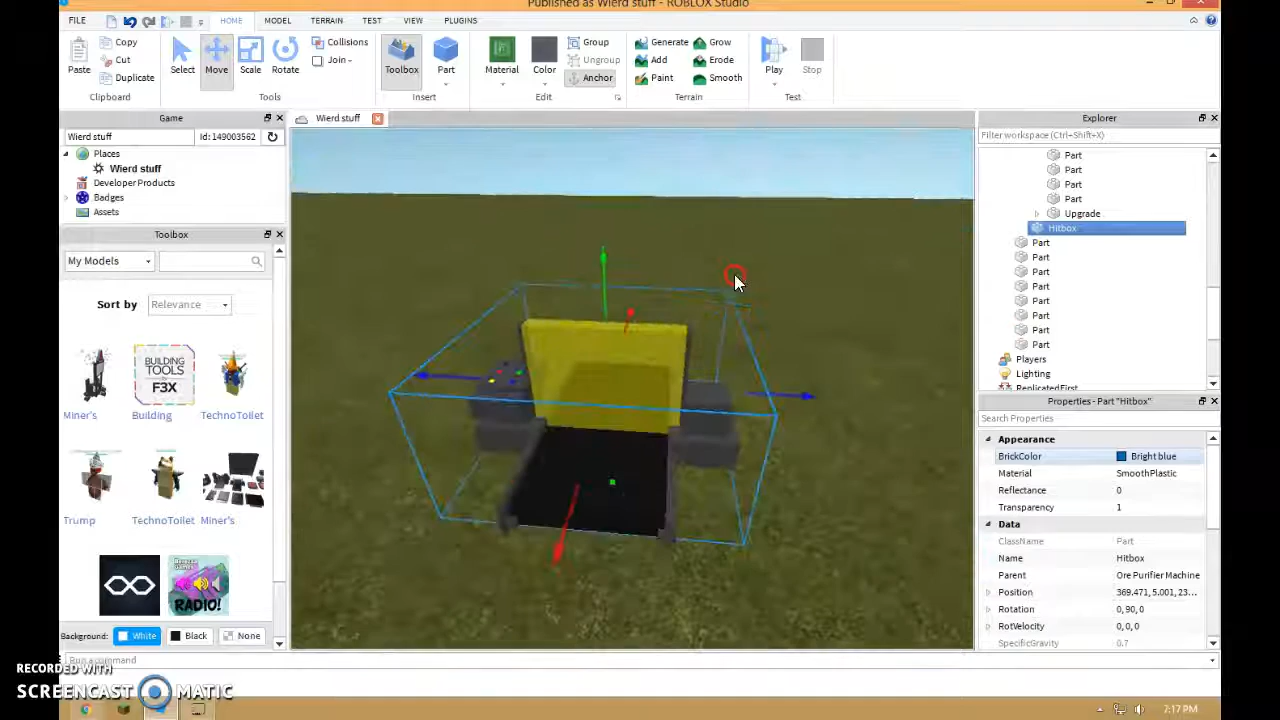 Published as Wierd stuff - ROBLOX Studio
FILE HOME MODEL TERRAIN TEST VIEW PLUGINS
Paste Copy Cut Duplicate
Clipboard
Select Move Scale Rotate Collisions Join
Tools
Toolbox Part
Insert
Material Color Group Ungroup Anchor
Edit
Generate Grow
Add Erode
Paint Smooth
Terrain
Play Stop
Test
Game
Wierd stuff Id: 149003562
Places
Wierd stuff
Developer Products
Badges
Assets
Toolbox
My Models
Sort by Relevance
BUILDING TOOLS by F3X
Miner's Building TechnoToilet
Trump TechnoToilet Miner's
RADIO!
Background: White Black None
Run a command
Wierd stuff
Explorer
Filter workspace (Ctrl+Shift+X)
Part
Part
Part
Part
Upgrade
Hitbox
Part
Part
Part
Part
Part
Part
Part
Part
Players
Lighting
ReplicatedFirst
Properties - Part "Hitbox"
Search Properties
Appearance
BrickColor Bright blue
Material SmoothPlastic
Reflectance 0
Transparency 1
Data
ClassName Part
Name Hitbox
Parent Ore Purifier Machine
Position 369.471, 5.001, 23...
Rotation 0, 90, 0
RotVelocity 0, 0, 0
SpecificGravity 0.7
RECORDED WITH
SCREENCAST MATIC
7:17 PM